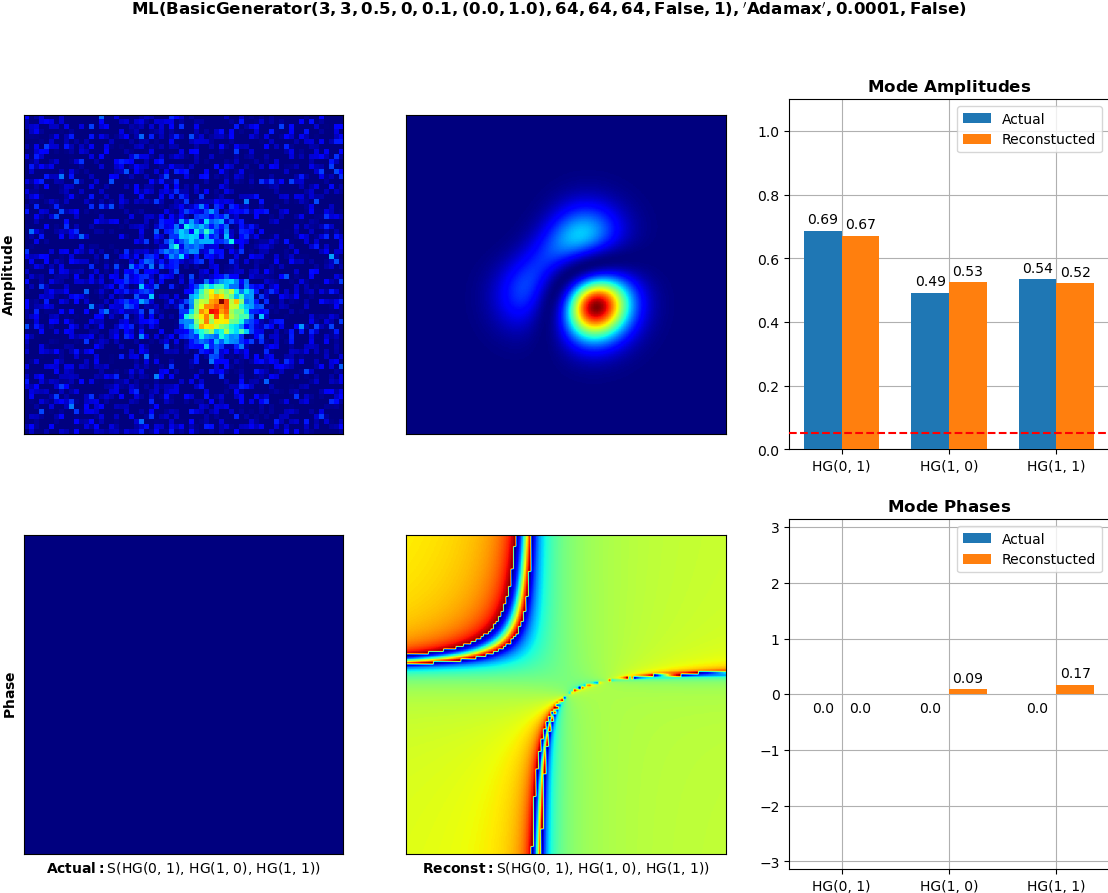 ML(BasicGenerator(3, 3, 0.5, 0, 0.1, (0.0, 1.0), 64, 64, 64, False, 1), ′Adamax′, 0.0001, False)
Mode Amplitudes
Amplitude
1.0
0.8
0.6
0.4
0.2
0.0
Actual
Reconstucted
0.69
0.67
0.49
0.53
0.54
0.52
HG(0, 1)
HG(1, 0)
HG(1, 1)
Mode Phases
Phase
3
2
1
0
−1
−2
−3
Actual
Reconstucted
0.0
0.0
0.0
0.09
0.0
0.17
HG(0, 1)
HG(1, 0)
HG(1, 1)
Actual: S(HG(0, 1), HG(1, 0), HG(1, 1))
Reconst: S(HG(0, 1), HG(1, 0), HG(1, 1))